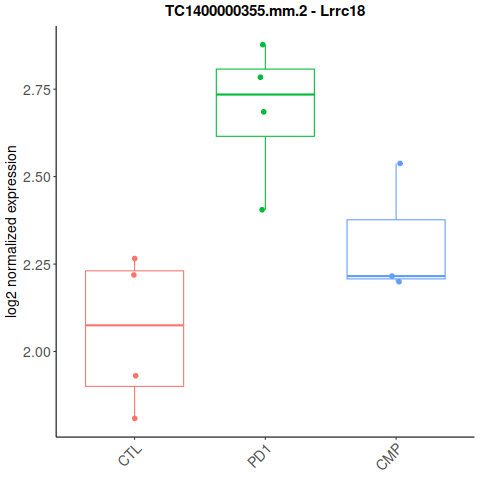 TC1400000355.mm.2 - Lrrc18
log2 normalized expression
2.75
2.50
2.25
2.00
CTL
PD1
CMP